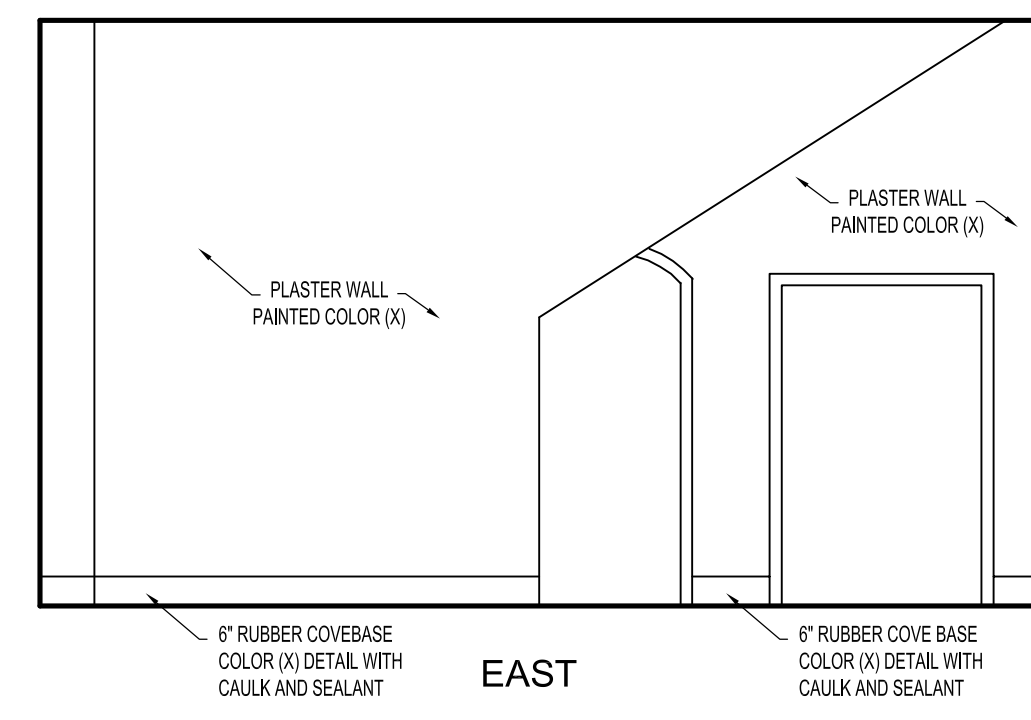 PLASTER WALL
PAINTED COLOR (X)
PLASTER WALL
PAINTED COLOR (X)
6" RUBBER COVEBASE
COLOR (X) DETAIL WITH
CAULK AND SEALANT
EAST
6" RUBBER COVE BASE
COLOR (X) DETAIL WITH
CAULK AND SEALANT